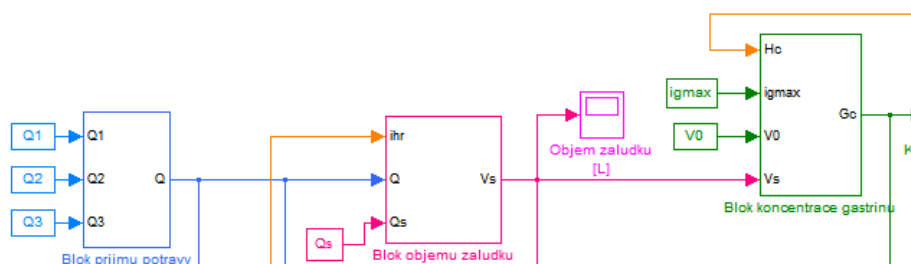 Q1
Q2
Q3
Q1
Q2
Q3
Q
Blok prijmu potravy
ihr
Q
Qs
Vs
Qs
Blok objemu zaludku
Objem zaludku
[L]
igmax
V0
Hc
igmax
V0
Vs
Gc
Blok koncentrace gastrinu
K